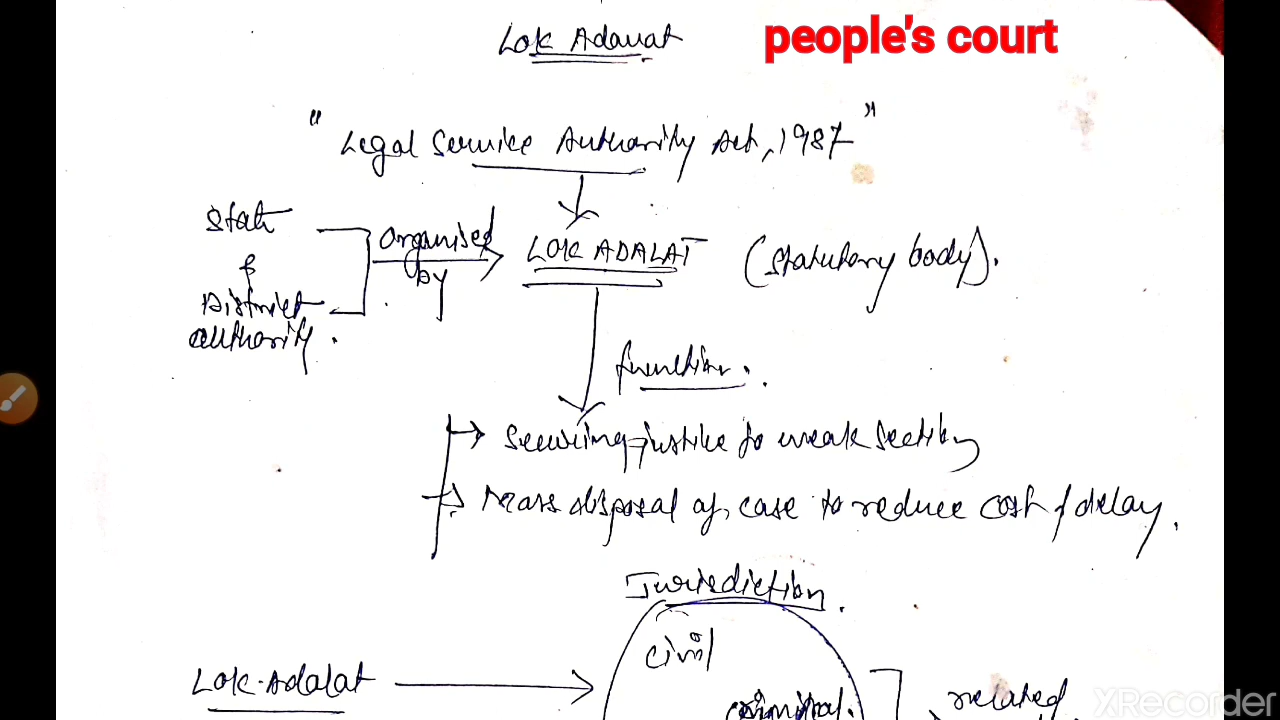 Lok Adalat
people's court
"Legal Service Authority Act, 1987"
State
&
District
authority.
organised
by
LOK ADALAT (Statutory body).
function.
→ Securing justice to weak section
→ Mass disposal of case to reduce cost & delay.
Jurisdiction.
civil
Lok-Adalat
criminal.
related
XRecorder